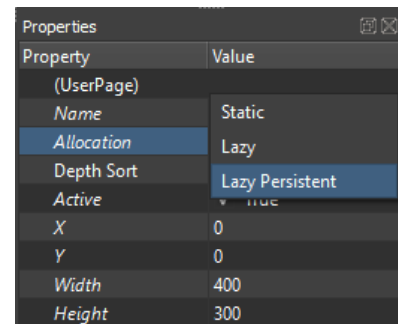 Properties
Property Value
(UserPage)
Name
Static
Allocation
Lazy
Depth Sort
Lazy Persistent
Active True
X 0
Y 0
Width 400
Height 300